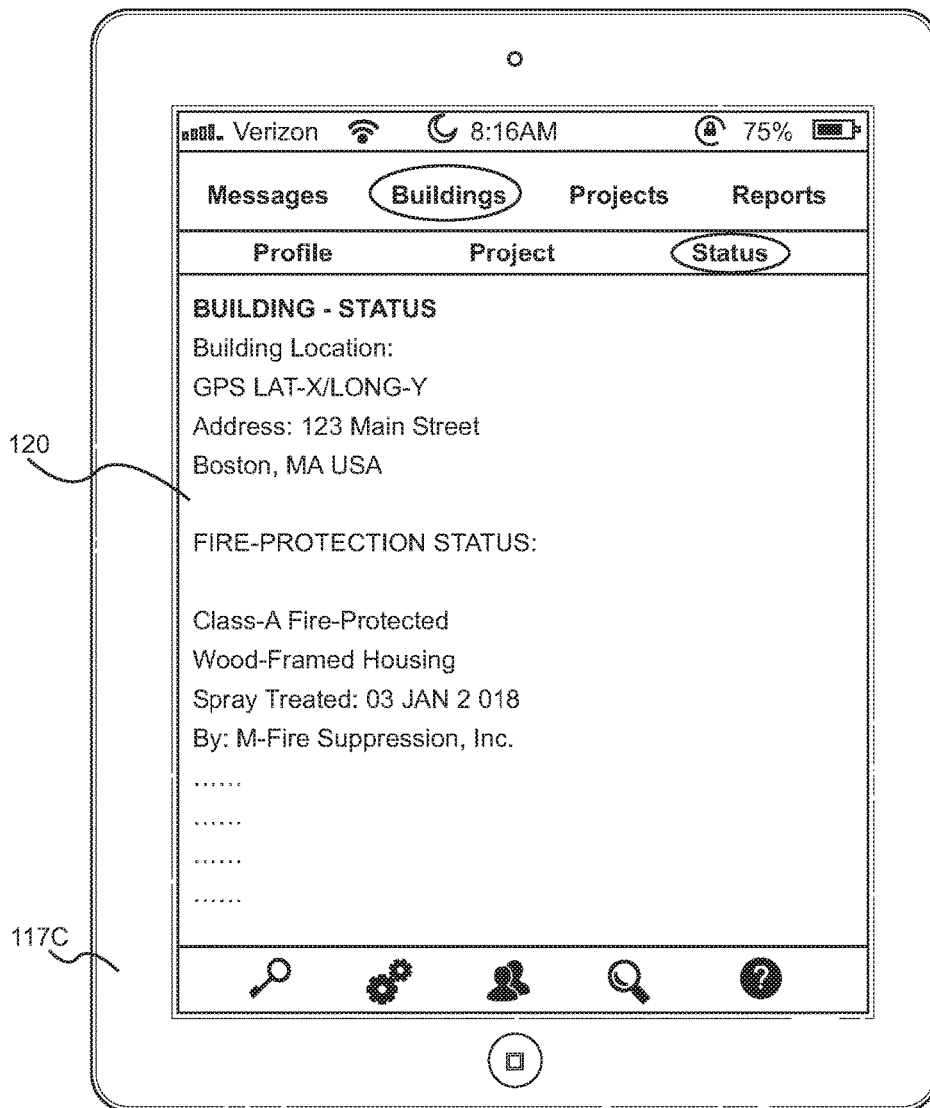 Verizon 8:16AM 75%
Messages Buildings Projects Reports
Profile Project Status
BUILDING - STATUS
Building Location:
GPS LAT-X/LONG-Y
Address: 123 Main Street
120
Boston, MA USA
FIRE-PROTECTION STATUS:
Class-A Fire-Protected
Wood-Framed Housing
Spray Treated: 03 JAN 2 018
By: M-Fire Suppression, Inc.
......
......
......
......
117C
?